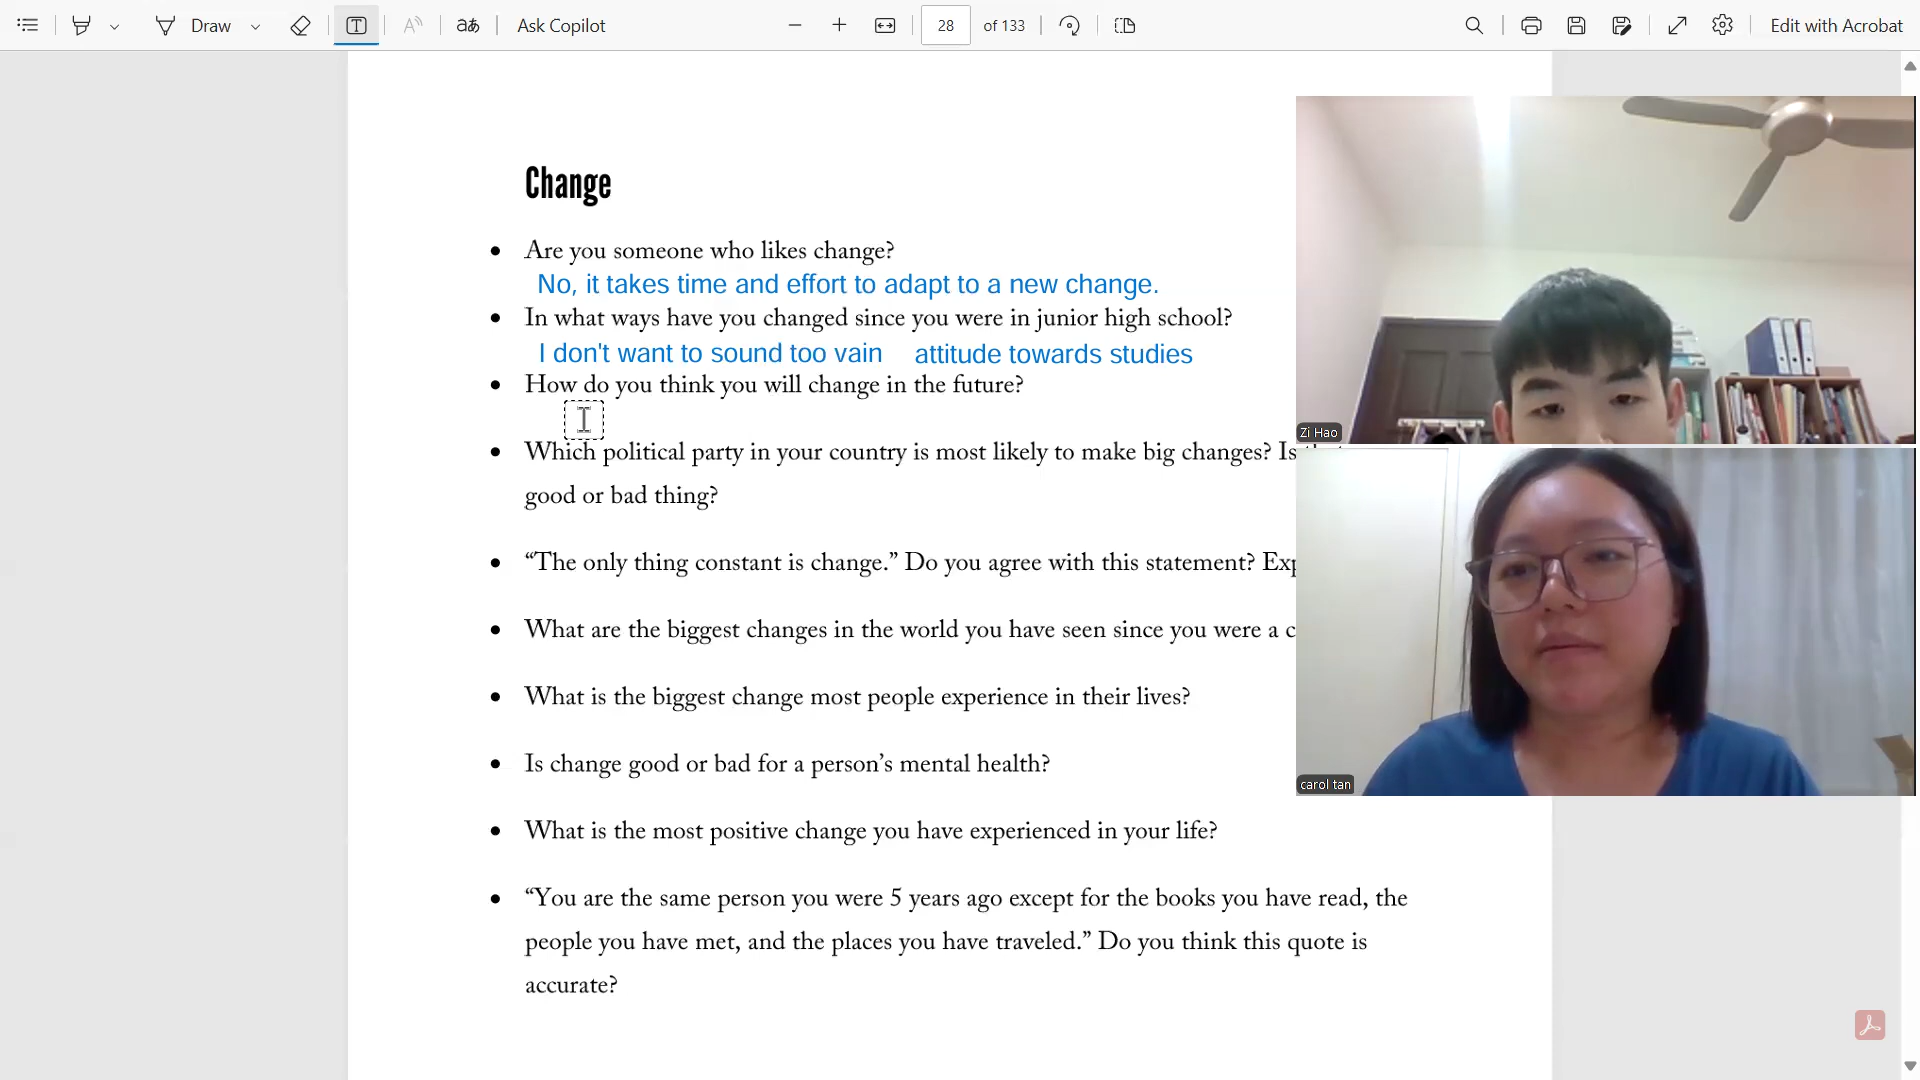 Draw
aあ
Ask Copilot
28 of 133
Edit with Acrobat
Change
Are you someone who likes change?
No, it takes time and effort to adapt to a new change.
In what ways have you changed since you were in junior high school?
I don't want to sound too vain attitude towards studies
How do you think you will change in the future?
Which political party in your country is most likely to make big changes? Is
good or bad thing?
“The only thing constant is change.” Do you agree with this statement?
What are the biggest changes in the world you have seen since you were a
What is the biggest change most people experience in their lives?
Is change good or bad for a person’s mental health?
What is the most positive change you have experienced in your life?
“You are the same person you were 5 years ago except for the books you have read, the
people you have met, and the places you have traveled.” Do you think this quote is
accurate?
Zi Hao
carol tan